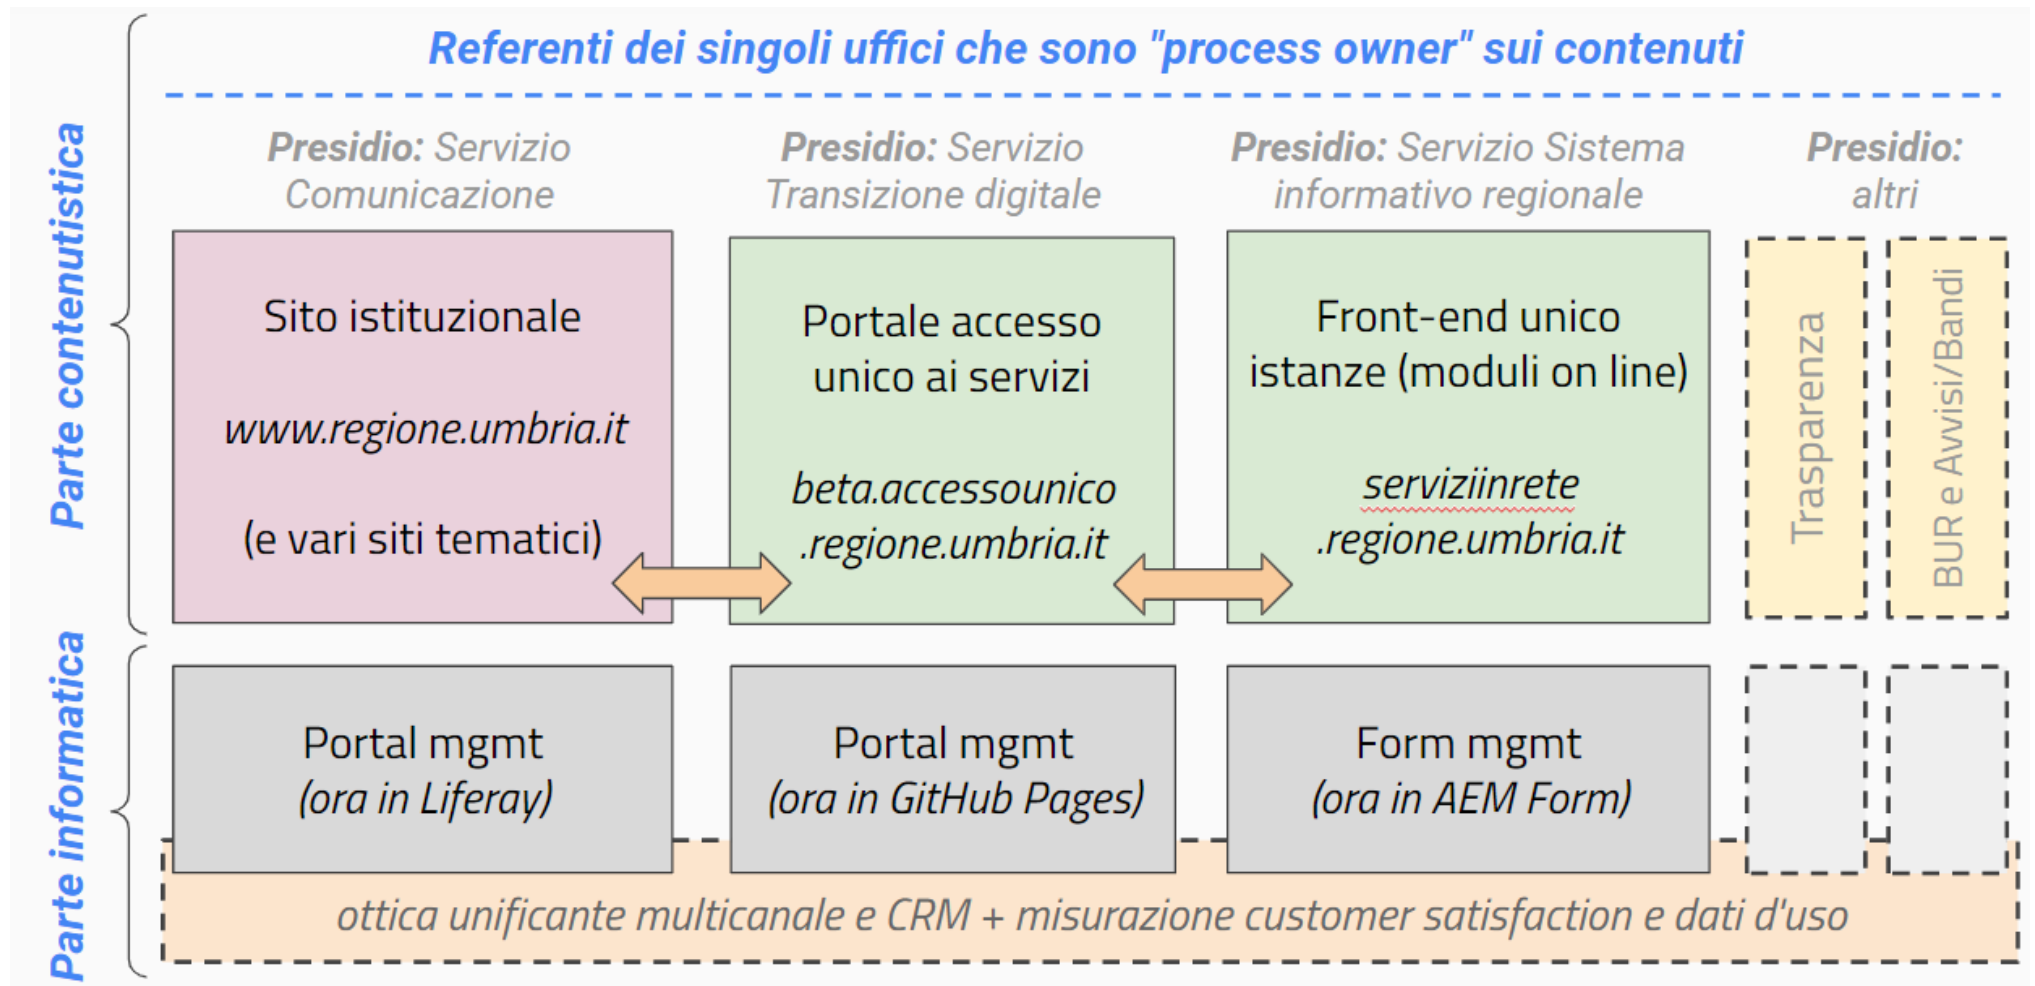 Referenti dei singoli uffici che sono "process owner" sui contenuti
Parte contenutistica
Presidio: Servizio
Comunicazione
Presidio: Servizio
Transizione digitale
Presidio: Servizio Sistema
informativo regionale
Presidio:
altri
Sito istituzionale
www.regione.umbria.it
(e vari siti tematici)
Portale accesso
unico ai servizi
beta.accessounico
.regione.umbria.it
Front-end unico
istanze (moduli on line)
serviziinrete
.regione.umbria.it
Trasparenza
BUR e Avvisi/Bandi
Parte informatica
Portal mgmt
(ora in Liferay)
Portal mgmt
(ora in GitHub Pages)
Form mgmt
(ora in AEM Form)
ottica unificante multicanale e CRM + misurazione customer satisfaction e dati d'uso